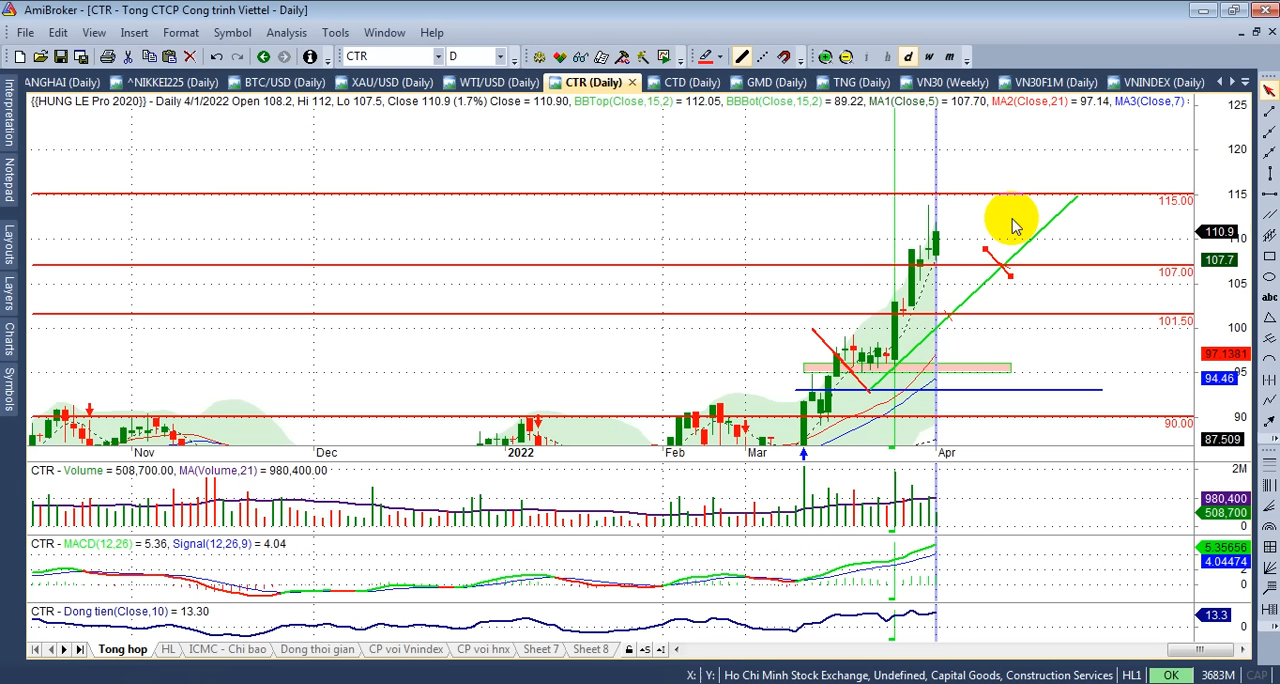 AmiBroker - [CTR - Tong CTCP Cong trinh Viettel - Daily]
File Edit View Insert Format Symbol Analysis Tools Window Help
CTR D h d w m
ANGHAI (Daily) ^NIKKEI225 (Daily) BTC/USD (Daily) XAU/USD (Daily) WTI/USD (Daily) CTR (Daily) CTD (Daily) GMD (Daily) TNG (Daily) VN30 (Weekly) VN30F1M (Daily) VNINDEX (Daily)
{{HUNG LE Pro 2020}} - Daily 4/1/2022 Open 108.2, Hi 112, Lo 107.5, Close 110.9 (1.7%) Close = 110.90, BBTop(Close,15,2) = 112.05, BBBot(Close,15,2) = 89.22, MA1(Close,5) = 107.70, MA2(Close,21) = 97.14, MA3(Close,7)
Interpretation
Notepad
Layouts
Layers
Charts
Symbols
abc
125
120
115
115.00
110.9
110
107.7
107.00
105
101.50
100
97.1381
95
94.46
90
90.00
87.509
Nov Dec 2022 Feb Mar Apr
CTR - Volume = 508,700.00, MA(Volume,21) = 980,400.00
2M
980,400
508,700
0
CTR - MACD(12,26) = 5.36, Signal(12,26,9) = 4.04
5.35656
4.04474
2
0
CTR - Dong tien(Close,10) = 13.30
13.3
0
Tong hop HL ICMC - Chi bao Dong thoi gian CP voi Vnindex CP voi hnx Sheet 7 Sheet 8
X: Y: Ho Chi Minh Stock Exchange, Undefined, Capital Goods, Construction Services HL1 OK 3683M CAP